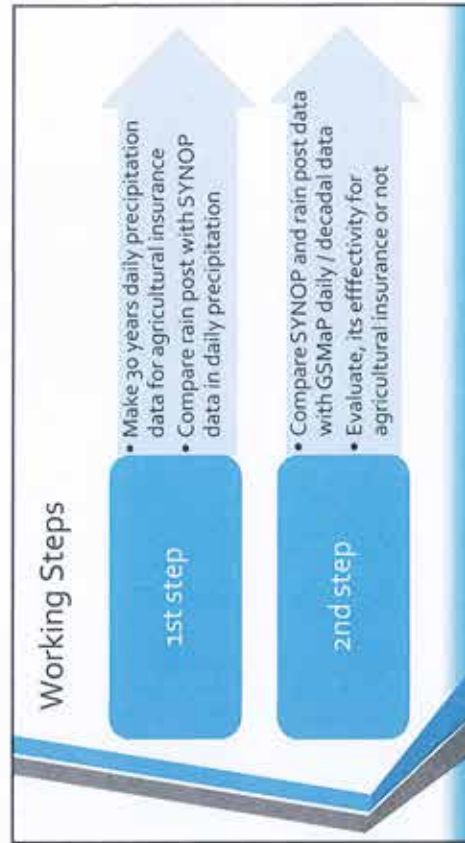 Working Steps
1st step
• Make 30 years daily precipitation
data for agricultural insurance
• Compare rain post with SYNOP
data in daily precipitation
2nd step
• Compare SYNOP and rain post data
with GSMaP daily / decadal data
• Evaluate, its efffectivity for
agricultural insurance or not